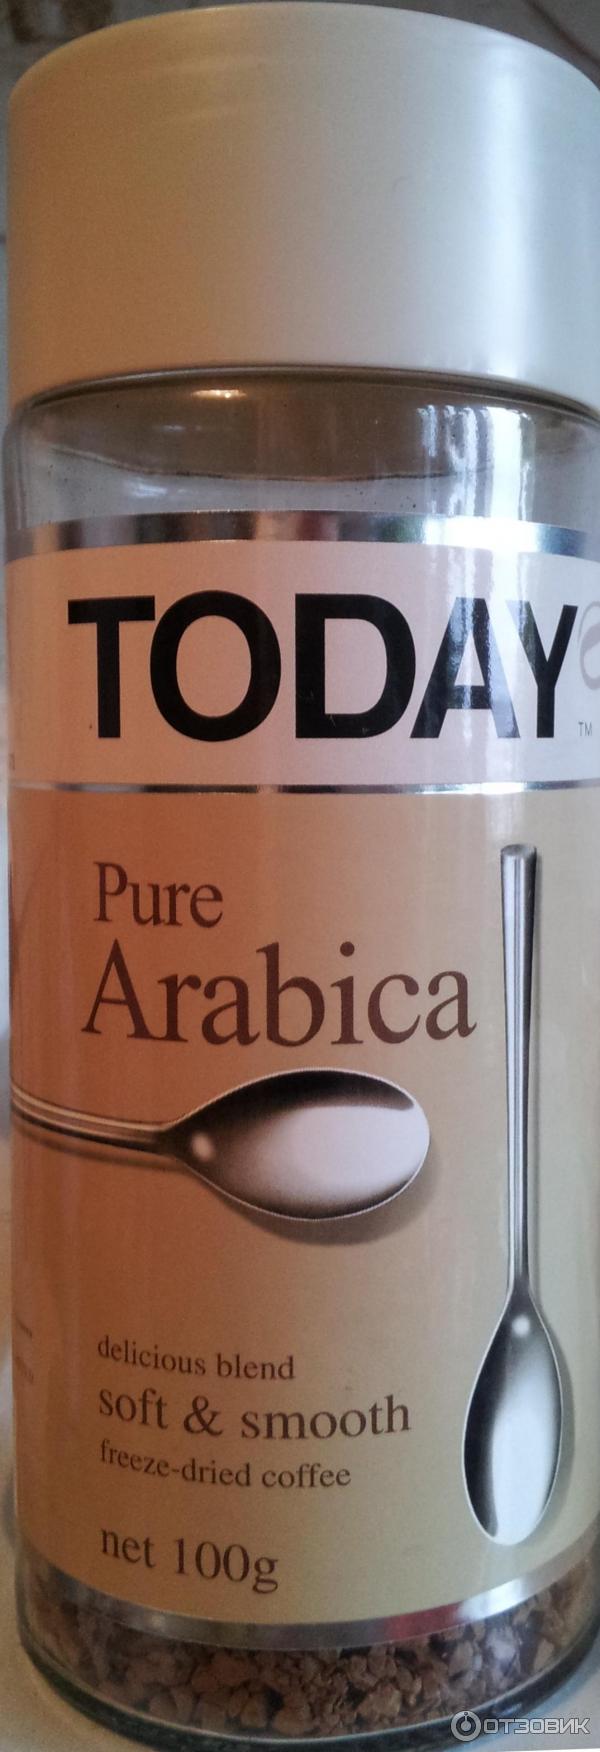 TODAY
TM
Pure
Arabica
delicious blend
soft & smooth
freeze-dried coffee
net 100g
ОТЗОВИК